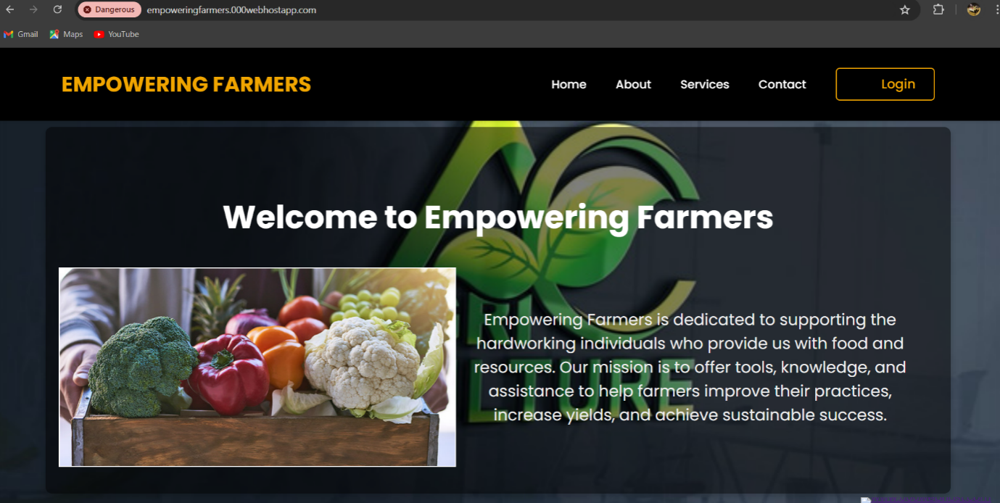 Dangerous empoweringfarmers.000webhostapp.com
Gmail Maps YouTube
EMPOWERING FARMERS
Home About Services Contact Login
Welcome to Empowering Farmers
Empowering Farmers is dedicated to supporting the
hardworking individuals who provide us with food and
resources. Our mission is to offer tools, knowledge, and
assistance to help farmers improve their practices,
increase yields, and achieve sustainable success.